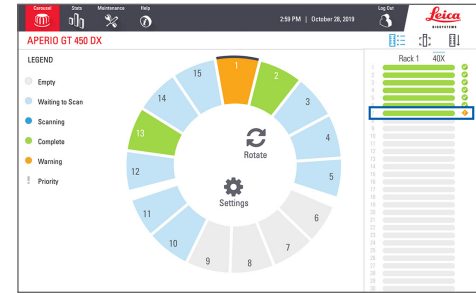 Carousel Stats Maintenance Help
2:59 PM | October 28, 2019
Log Out
Leica
BIOSYSTEMS
APERIO GT 450 DX
LEGEND
Empty
Waiting to Scan
Scanning
Complete
Warning
! Priority
1
2
3
4
5
6
7
8
9
10
11
12
13
14
15
Rotate
Settings
Rack 1 40X